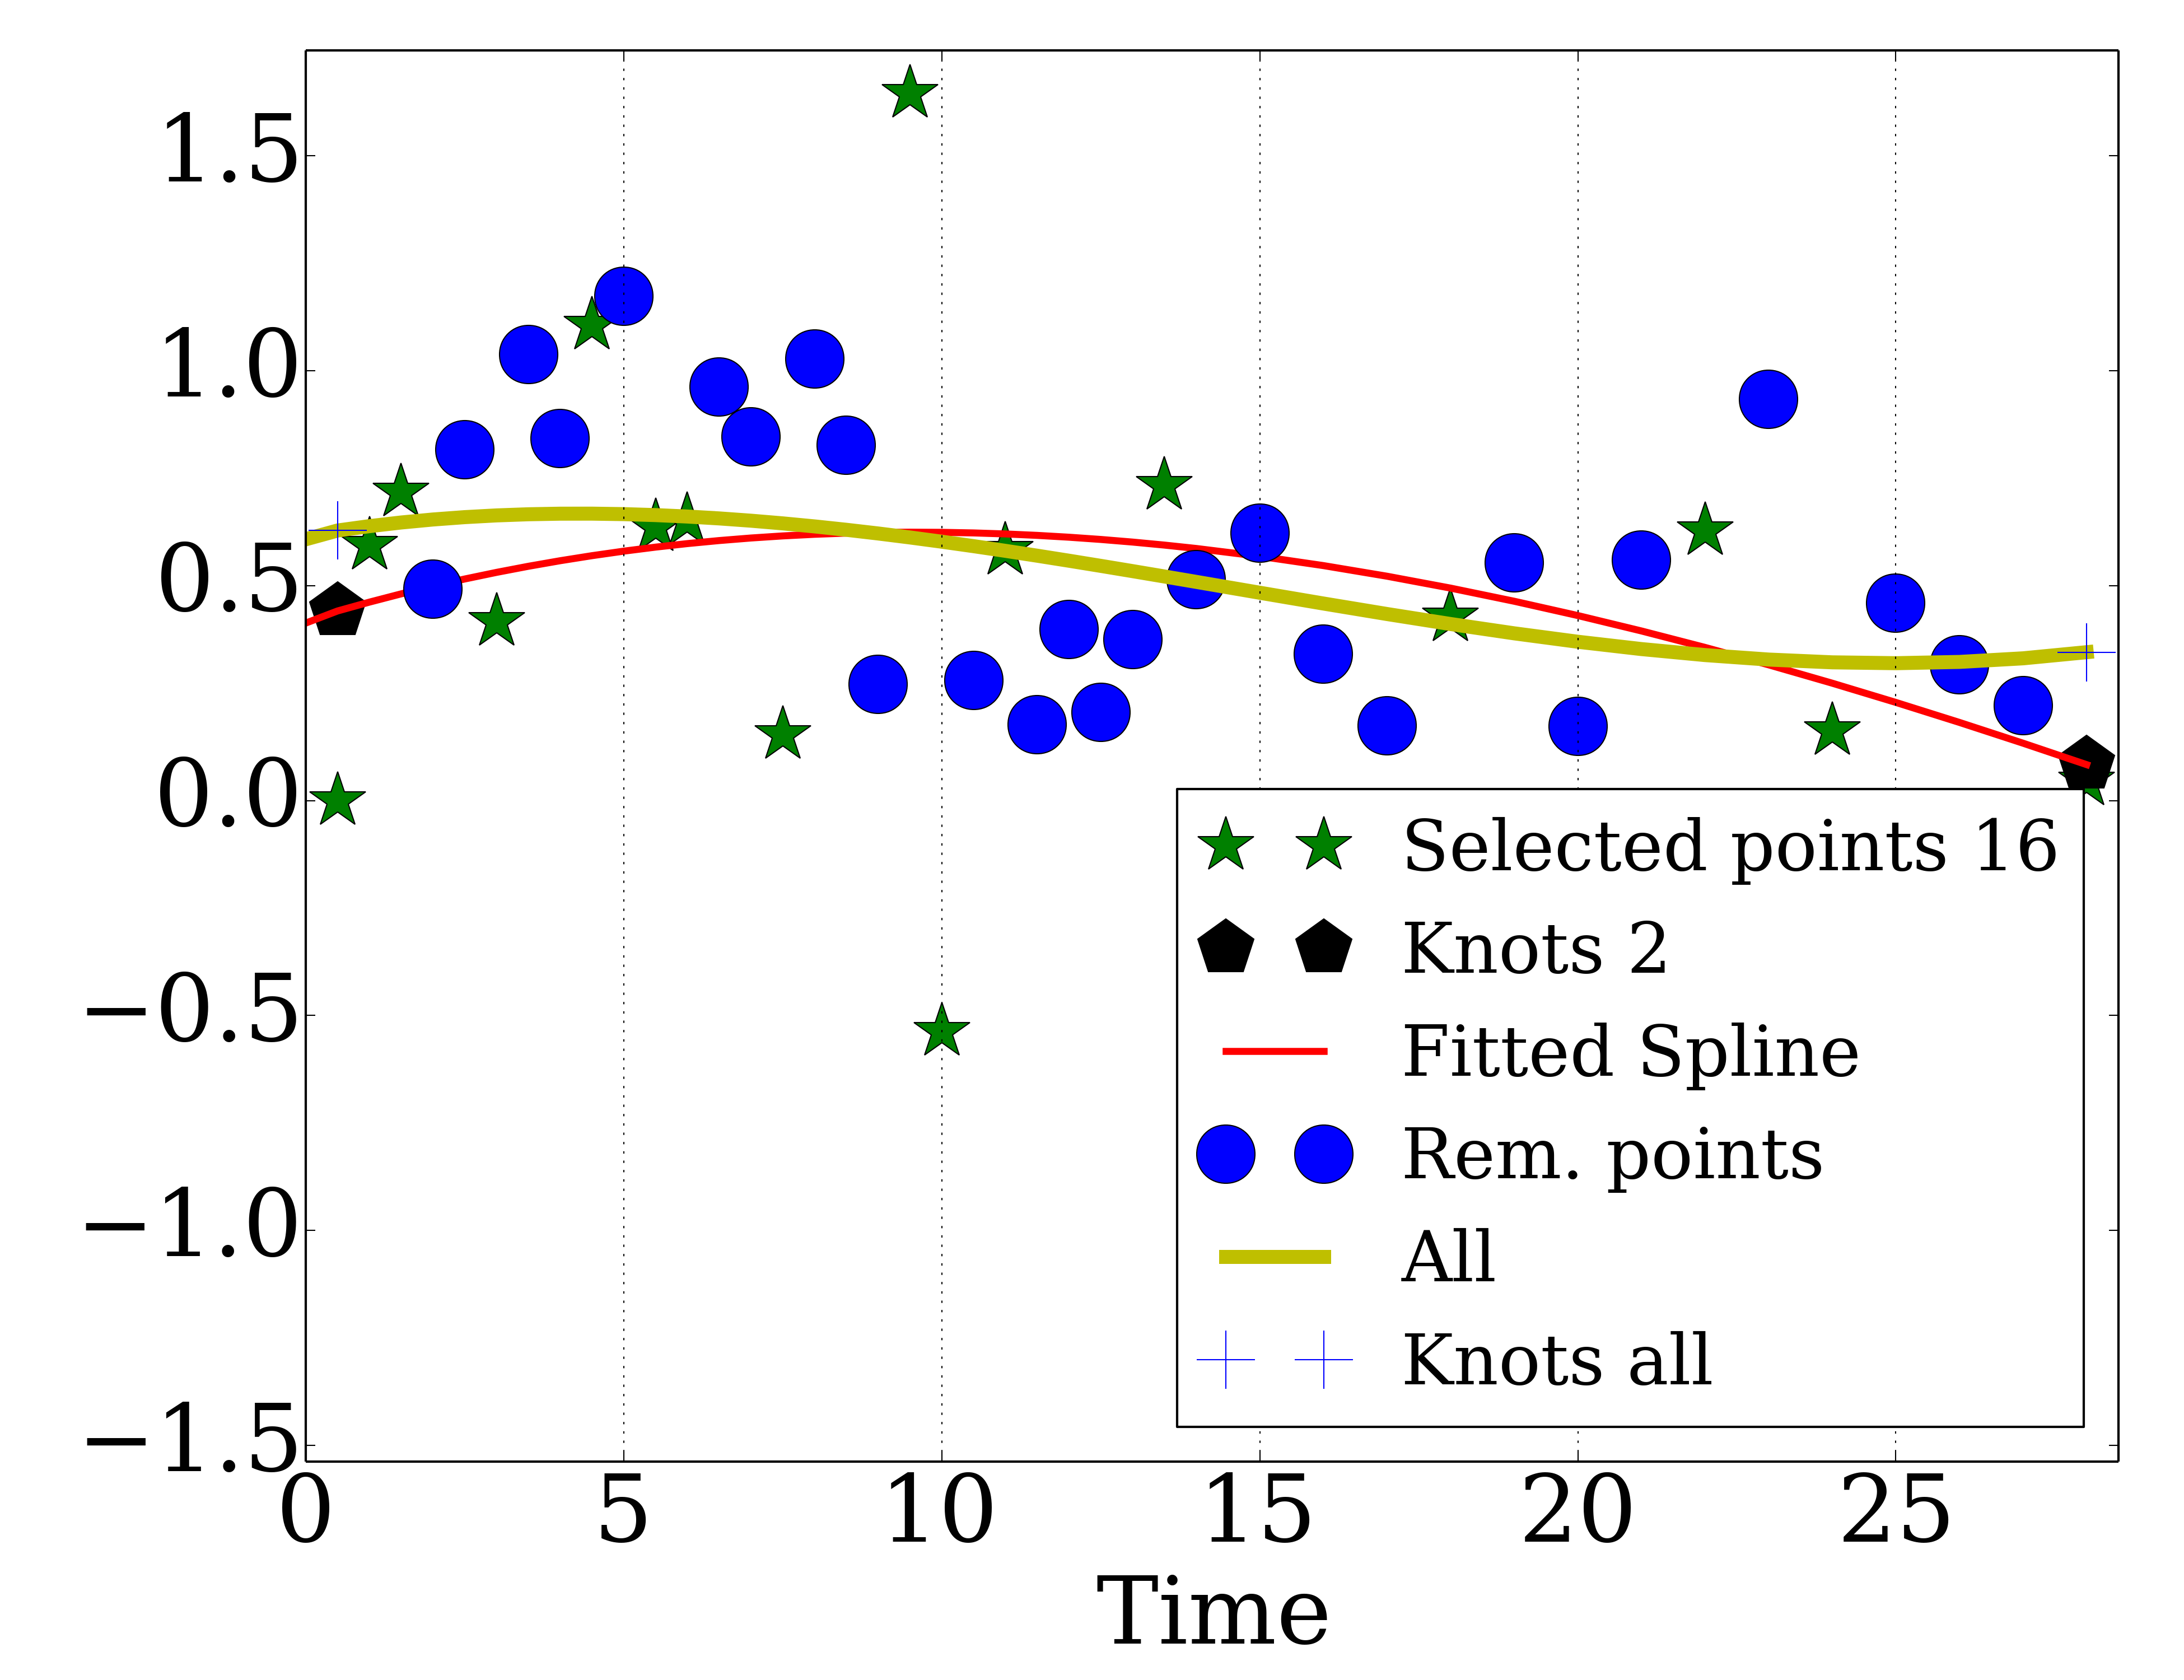 1.5
1.0
0.5
0.0
−0.5
−1.0
−1.5
0 5 10 15 20 25
Time
Selected points 16
Knots 2
Fitted Spline
Rem. points
All
Knots all